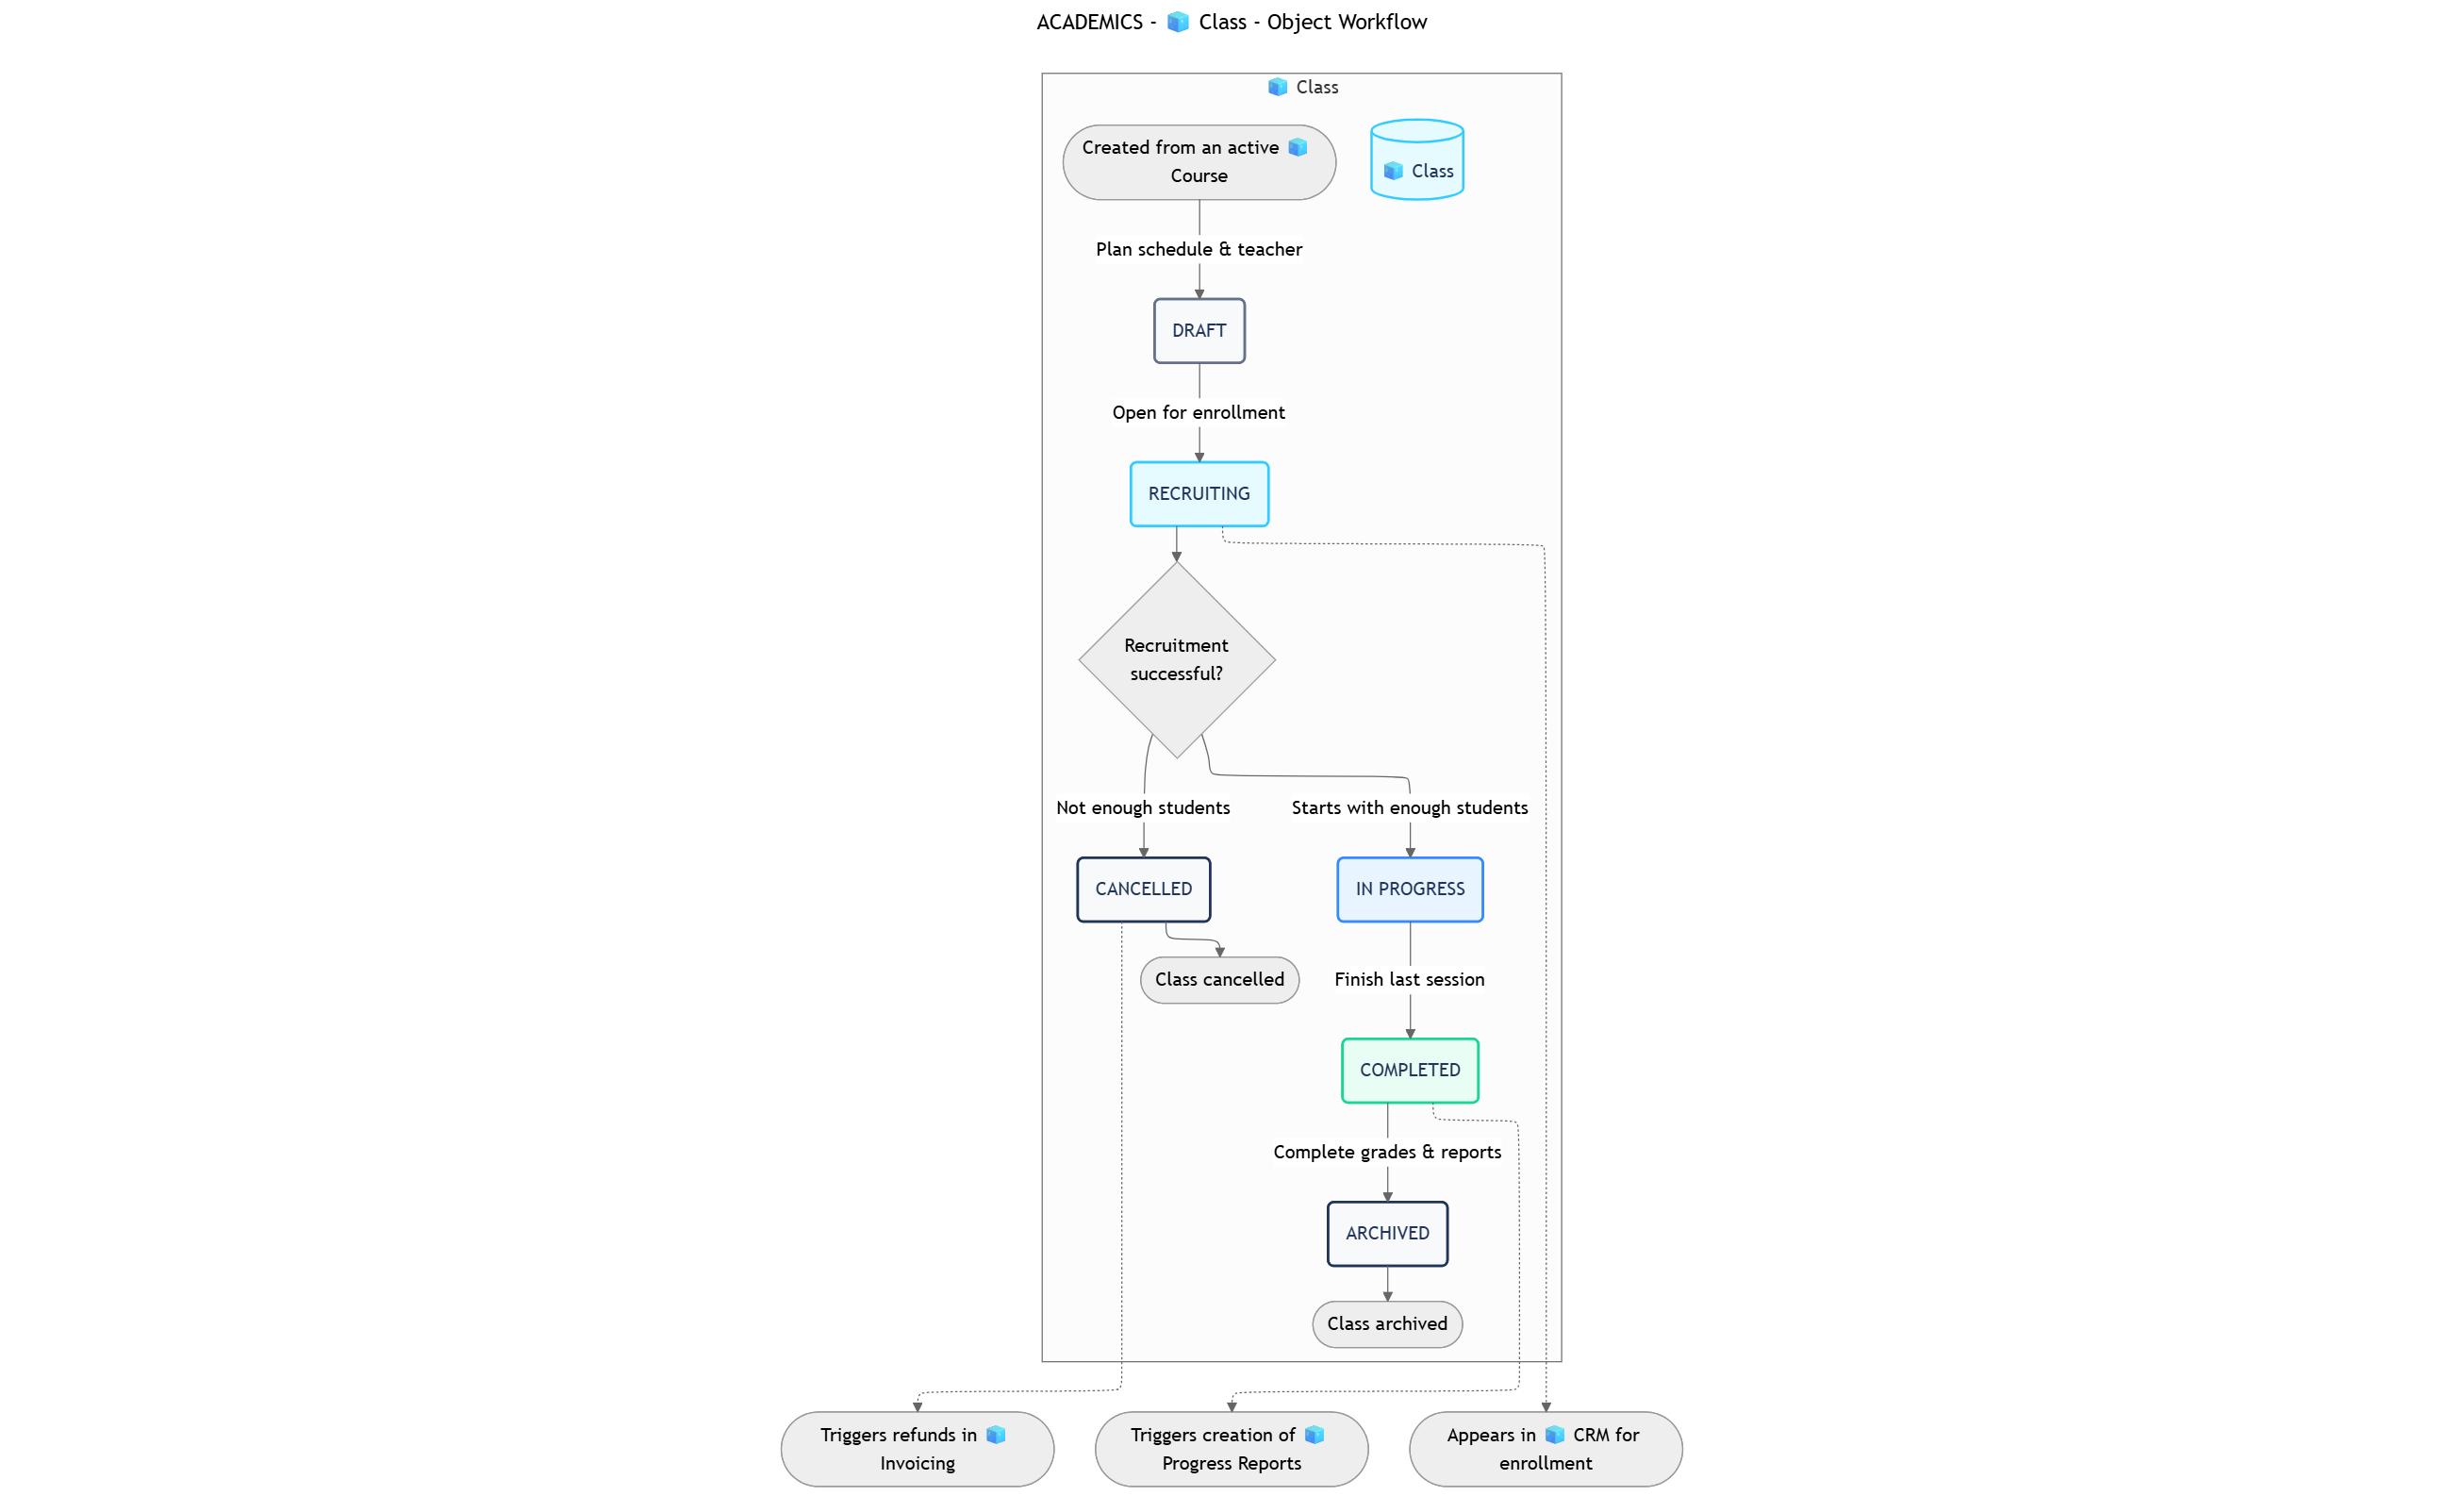 ACADEMICS - 🧊 Class - Object Workflow
🧊 Class
Created from an active 🧊
Course
🧊 Class
Plan schedule & teacher
DRAFT
Open for enrollment
RECRUITING
Recruitment
successful?
Not enough students
Starts with enough students
CANCELLED
IN PROGRESS
Class cancelled
Finish last session
COMPLETED
Complete grades & reports
ARCHIVED
Class archived
Triggers refunds in 🧊
Invoicing
Triggers creation of 🧊
Progress Reports
Appears in 🧊 CRM for
enrollment